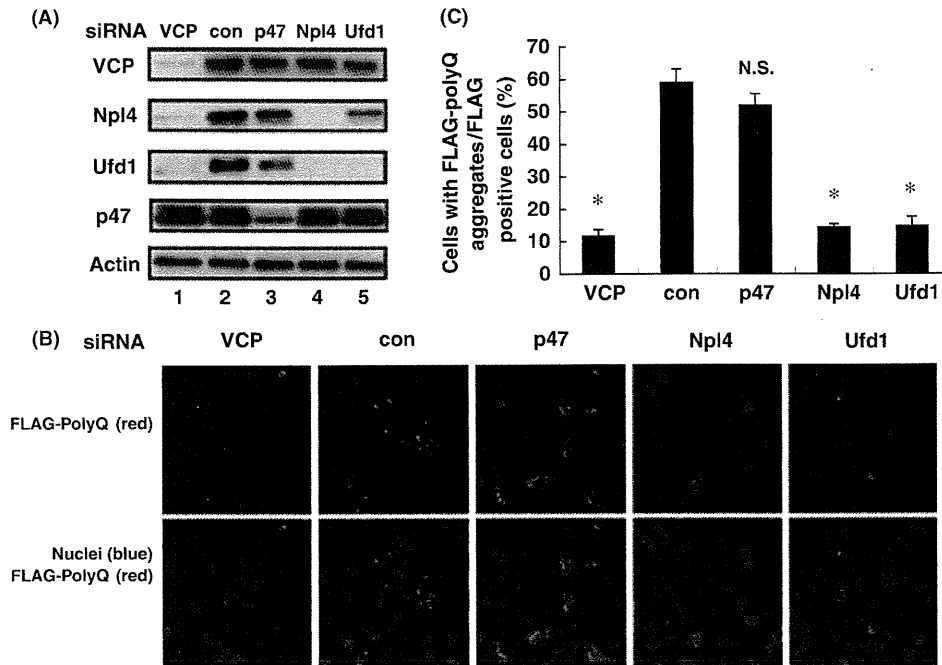 (A)
siRNA VCP con p47 Npl4 Ufd1
VCP
Npl4
Ufd1
p47
Actin
1 2 3 4 5
(C)
Cells with FLAG-polyQ
aggregates/FLAG
positive cells (%)
70
60
50
40
30
20
10
0
*
N.S.
*
*
VCP con p47 Npl4 Ufd1
(B)
siRNA VCP con p47 Npl4 Ufd1
FLAG-PolyQ (red)
Nuclei (blue)
FLAG-PolyQ (red)